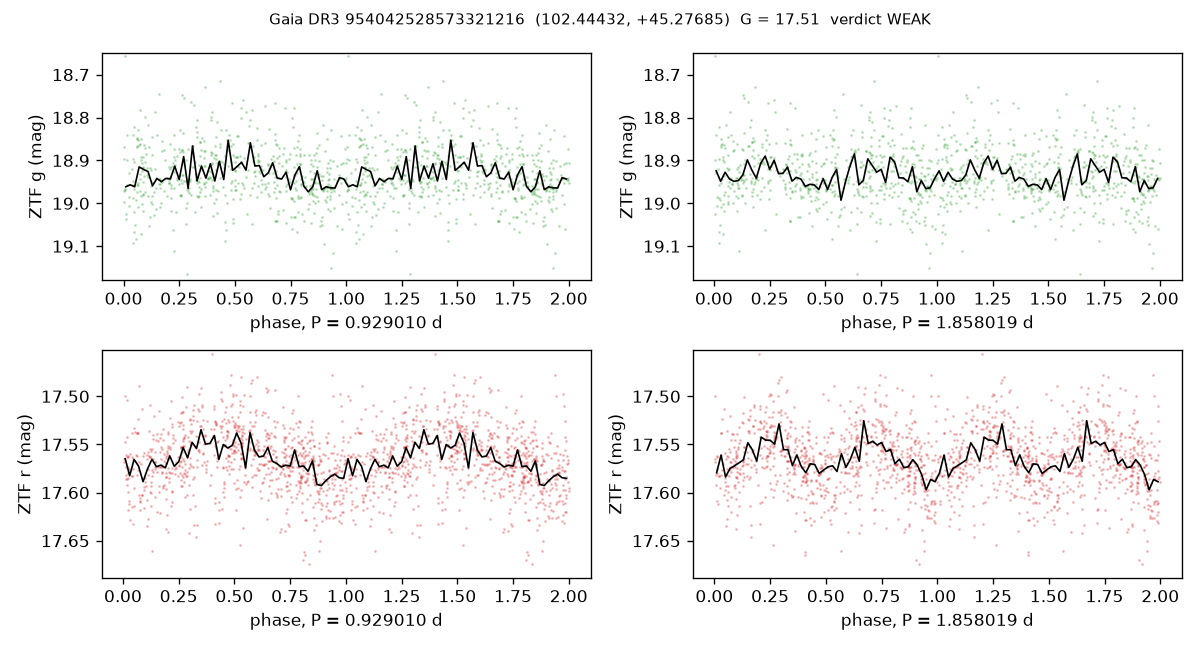 Gaia DR3 954042528573321216 (102.44432, +45.27685) G = 17.51 verdict WEAK
ZTF g (mag)
18.7
18.8
18.9
19.0
19.1
0.00 0.25 0.50 0.75 1.00 1.25 1.50 1.75 2.00
phase, P = 0.929010 d
ZTF g (mag)
18.7
18.8
18.9
19.0
19.1
0.00 0.25 0.50 0.75 1.00 1.25 1.50 1.75 2.00
phase, P = 1.858019 d
ZTF r (mag)
17.50
17.55
17.60
17.65
0.00 0.25 0.50 0.75 1.00 1.25 1.50 1.75 2.00
phase, P = 0.929010 d
ZTF r (mag)
17.50
17.55
17.60
17.65
0.00 0.25 0.50 0.75 1.00 1.25 1.50 1.75 2.00
phase, P = 1.858019 d